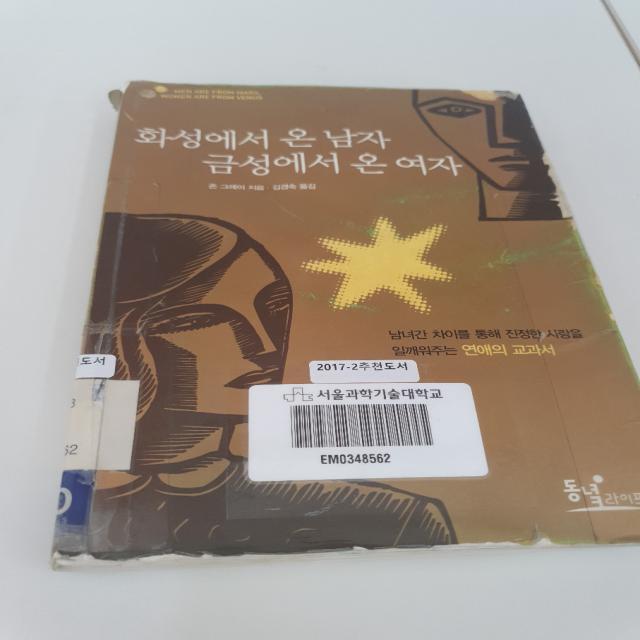 MEN ARE FROM MARS,
WOMEN ARE FROM VENUS
화성에서 온 남자
금성에서 온 여자
존 그레이 지음 · 김경숙 옮김
남녀간 차이를 통해 진정한 사랑을
일깨워주는 연애의 교과서
도서
2017-2추천도서
서울과학기술대학교
EM0348562
62
동녘라이프